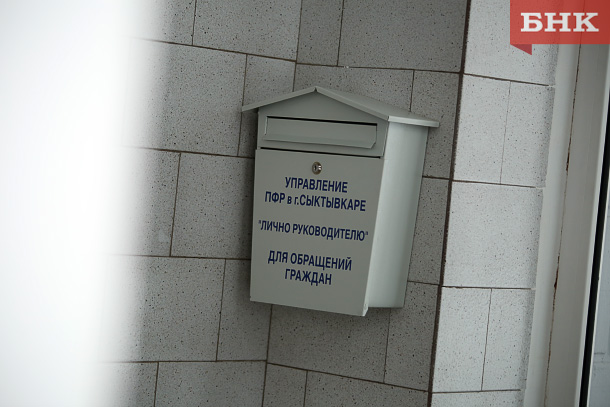 БНК
УПРАВЛЕНИЕ
ПФР в г.СЫКТЫВКАРЕ
"ЛИЧНО РУКОВОДИТЕЛЮ"
ДЛЯ ОБРАЩЕНИЙ
ГРАЖДАН